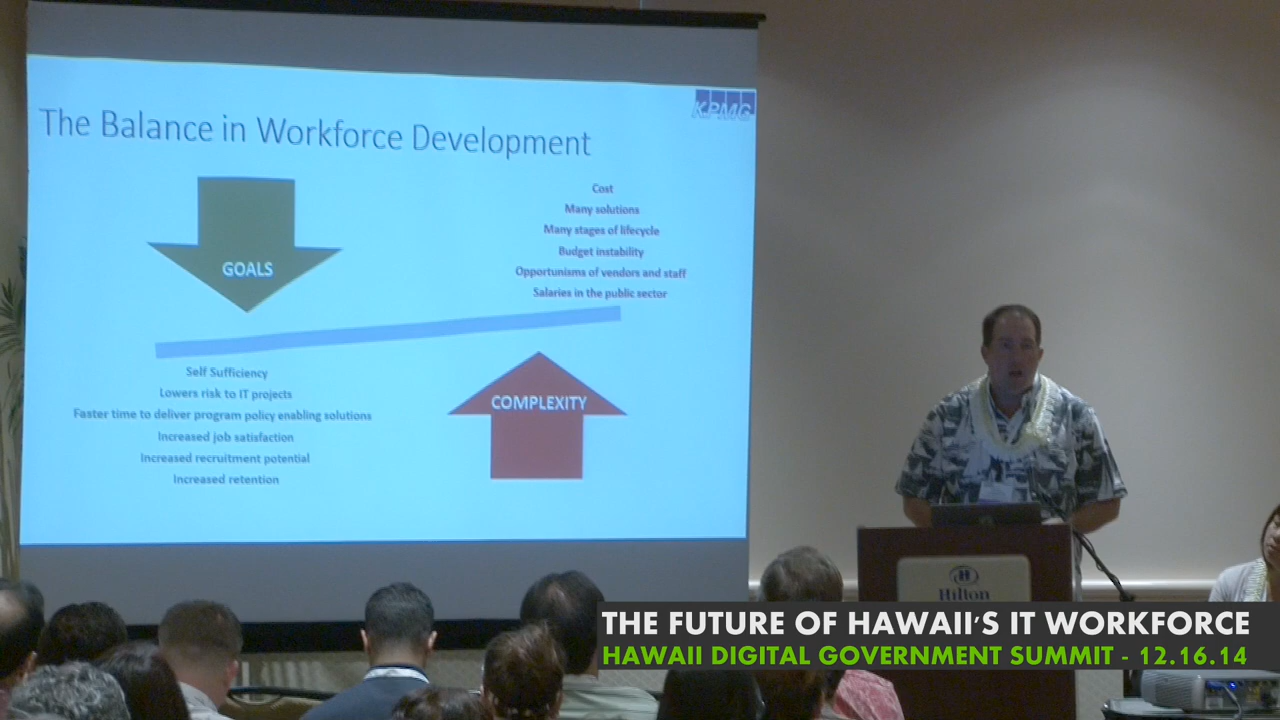 KPMG
The Balance in Workforce Development
GOALS
Cost
Many solutions
Many stages of lifecycle
Budget instability
Opportunisms of vendors and staff
Salaries in the public sector
Self Sufficiency
Lowers risk to IT projects
Faster time to deliver program policy enabling solutions
Increased job satisfaction
Increased recruitment potential
Increased retention
COMPLEXITY
Hilton
THE FUTURE OF HAWAII'S IT WORKFORCE
HAWAII DIGITAL GOVERNMENT SUMMIT - 12.16.14